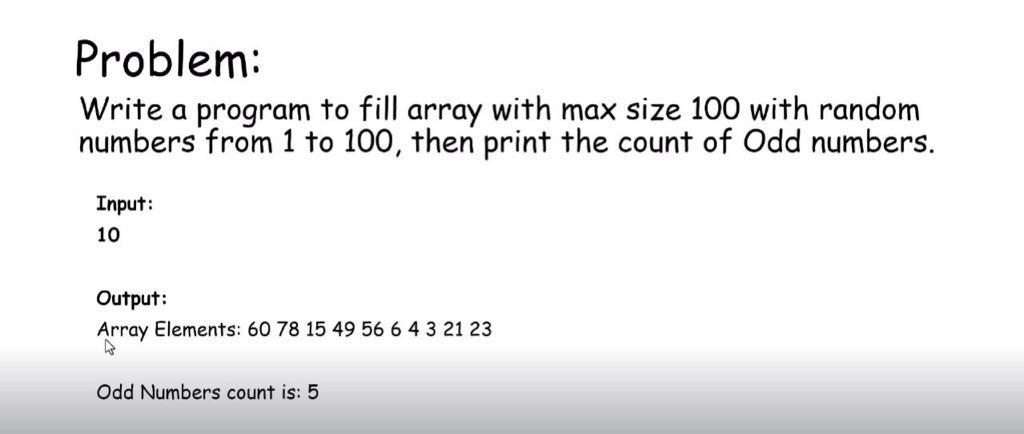 Problem:
Write a program to fill array with max size 100 with random
numbers from 1 to 100, then print the count of Odd numbers.
Input:
10
Output:
Array Elements: 60 78 15 49 56 6 4 3 21 23
Odd Numbers count is: 5